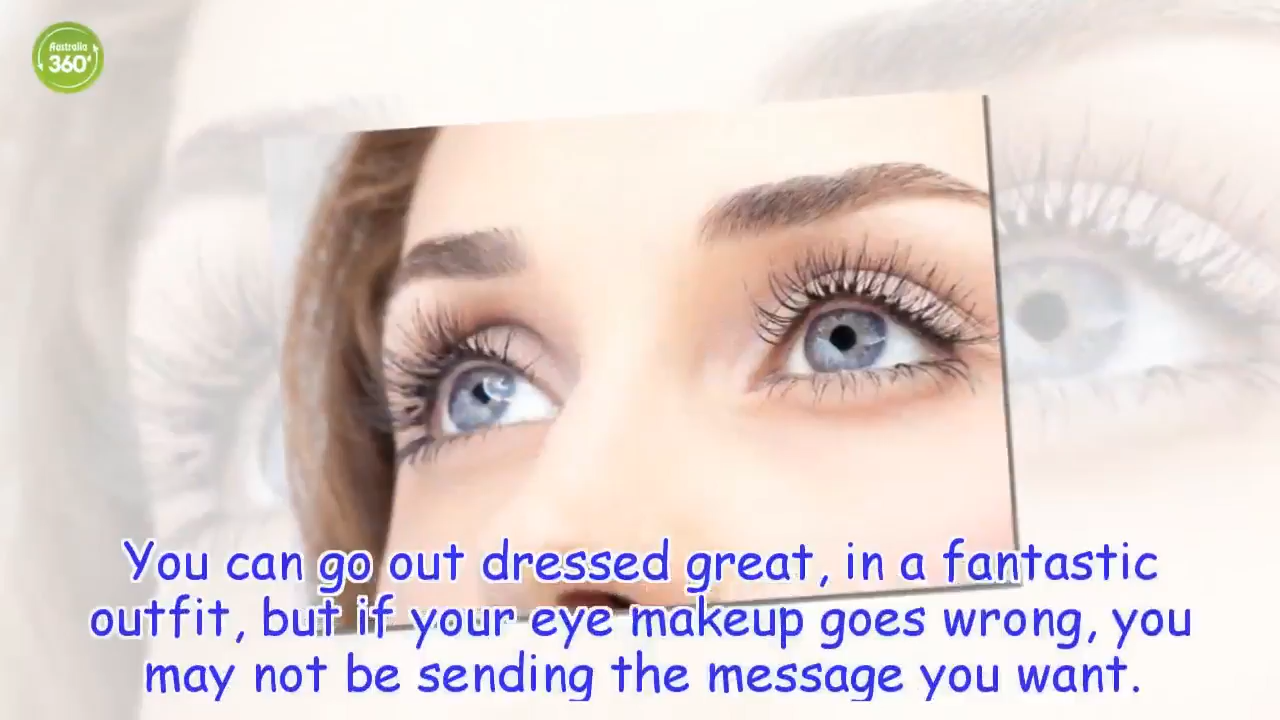 Australia
360°
You can go out dressed great, in a fantastic
outfit, but if your eye makeup goes wrong, you
may not be sending the message you want.